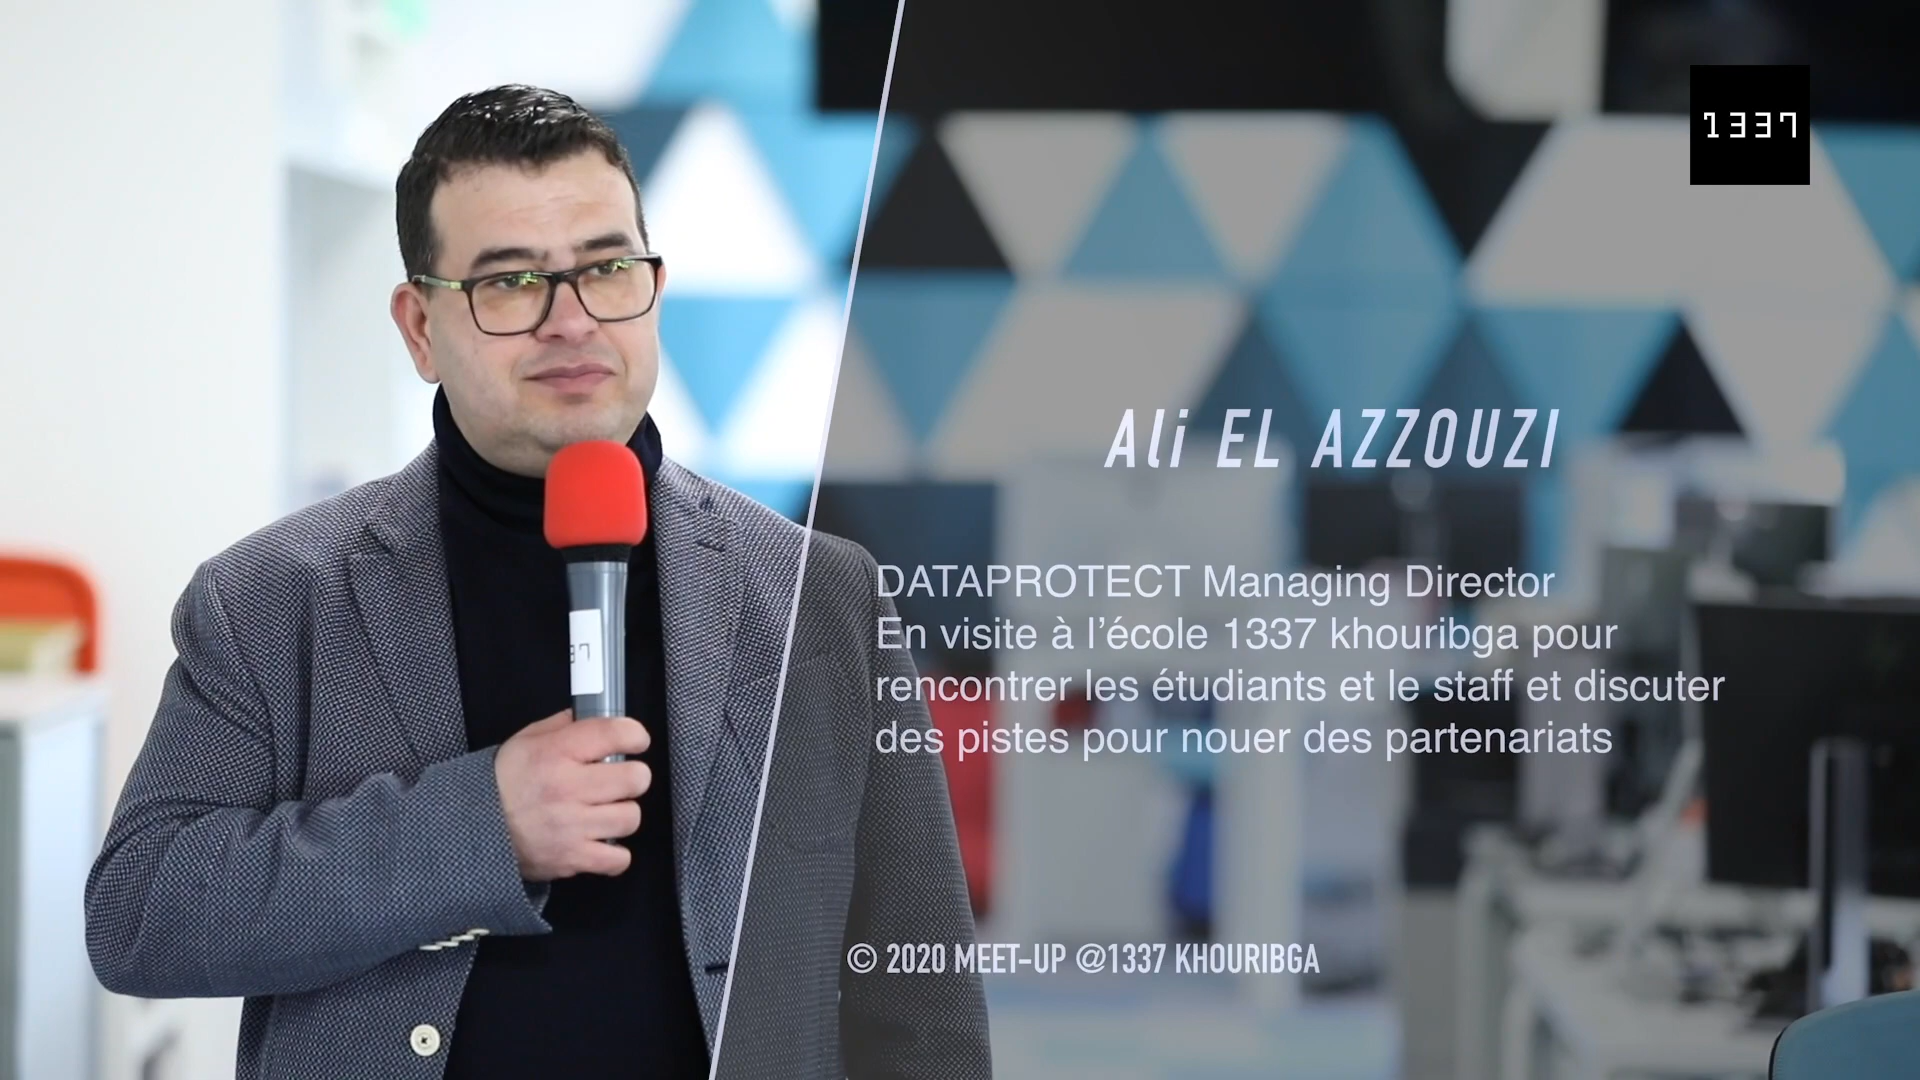 1337
Ali EL AZZOUZI
DATAPROTECT Managing Director
En visite à l’école 1337 khouribga pour
rencontrer les étudiants et le staff et discuter
des pistes pour nouer des partenariats
37
© 2020 MEET-UP @1337 KHOURIBGA